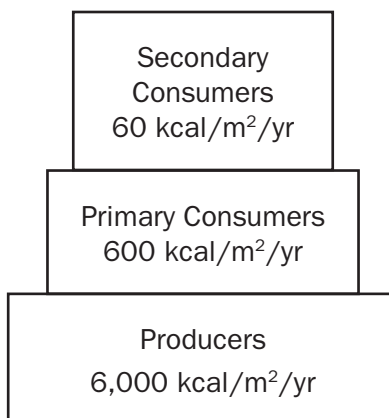 Secondary
Consumers
60 kcal/m²/yr
Primary Consumers
600 kcal/m²/yr
Producers
6,000 kcal/m²/yr